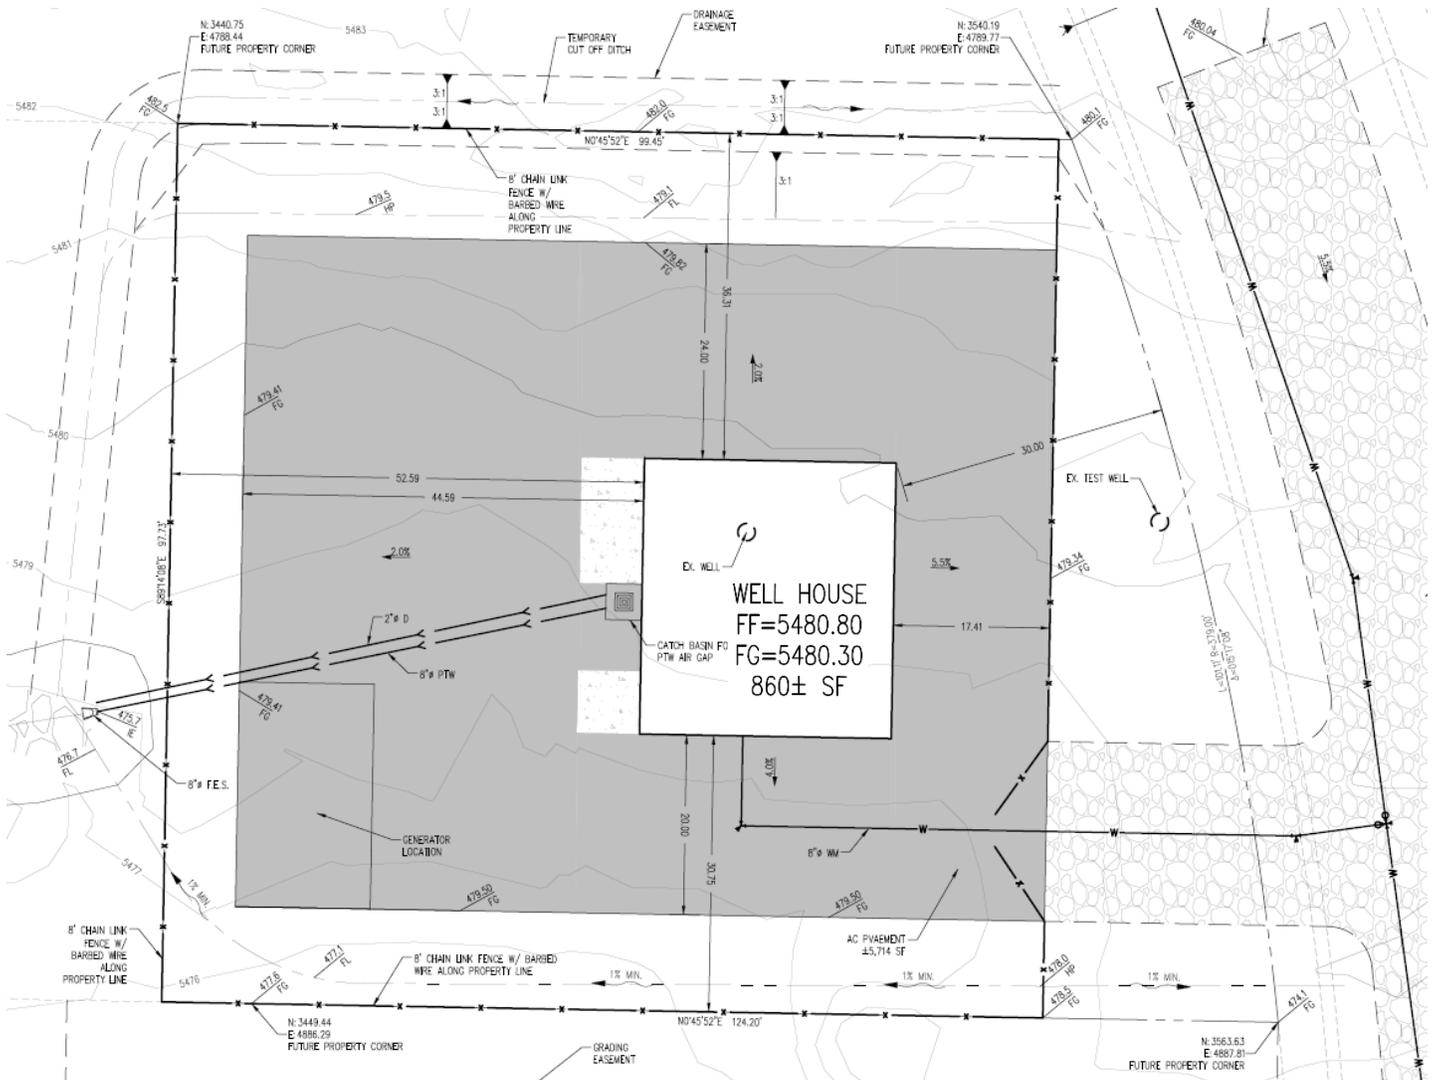 N: 3440.75
E: 4788.44
FUTURE PROPERTY CORNER
5483
TEMPORARY
CUT OFF DITCH
DRAINAGE
EASEMENT
N: 3540.19
E: 4789.77
FUTURE PROPERTY CORNER
480.04
FG
5482
482.5
FG
3:1
3:1
482.0
FG
3:1
3:1
480.1
FG
N0°45'52"E 99.45'
8' CHAIN LINK
FENCE W/
BARBED WIRE
ALONG
PROPERTY LINE
479.5
HP
479.1
FL
3:1
5481
479.82
FG
5.5%
36.31
24.00
2.0%
479.41
FG
5480
30.00
52.59
44.59
EX. TEST WELL
S89°14'08"E 97.73'
2.0%
EX. WELL
5.5%
479.34
FG
5479
WELL HOUSE
FF=5480.80
FG=5480.30
860± SF
2"ø D
8"ø PTW
CATCH BASIN FO
PTW AIR GAP
17.41
L=101.11' R=379.00'
Δ=015°17'08"
475.7
IE
479.41
FG
476.7
FL
8"ø F.E.S.
4.0%
GENERATOR
LOCATION
20.00
30.75
8"ø WM
5477
1% MIN.
479.50
FG
479.50
FG
AC PVAEMENT
±5,714 SF
8' CHAIN LINK
FENCE W/
BARBED WIRE
ALONG
PROPERTY LINE
5476
477.6
FG
477.1
FL
8' CHAIN LINK FENCE W/ BARBED
WIRE ALONG PROPERTY LINE
1% MIN.
1% MIN.
478.0
HP
478.5
FG
1% MIN.
474.1
FG
N: 3449.44
E: 4886.29
FUTURE PROPERTY CORNER
N0°45'52"E 124.20'
GRADING
EASEMENT
N: 3563.63
E: 4887.81
FUTURE PROPERTY CORNER